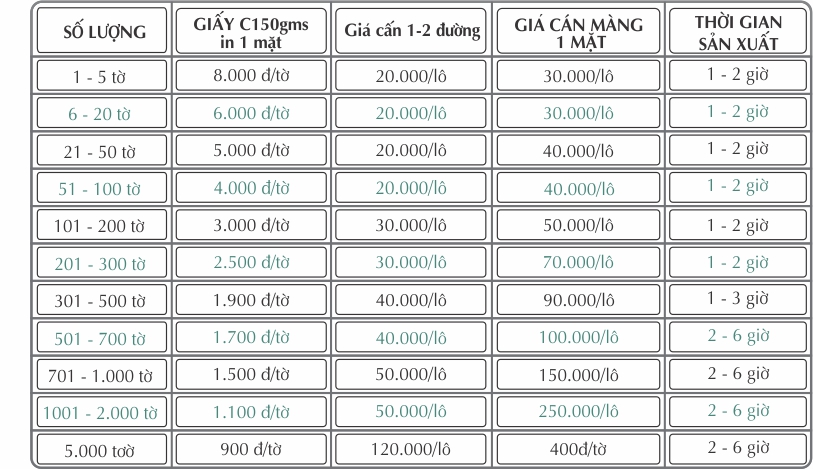 SỐ LƯỢNG GIẤY C150gms in 1 mặt Giá cấn 1-2 đường GIÁ CÁN MÀNG 1 MẶT THỜI GIAN SẢN XUẤT
1 - 5 tờ 8.000 đ/tờ 20.000/lô 30.000/lô 1 - 2 giờ
6 - 20 tờ 6.000 đ/tờ 20.000/lô 30.000/lô 1 - 2 giờ
21 - 50 tờ 5.000 đ/tờ 20.000/lô 40.000/lô 1 - 2 giờ
51 - 100 tờ 4.000 đ/tờ 20.000/lô 40.000/lô 1 - 2 giờ
101 - 200 tờ 3.000 đ/tờ 30.000/lô 50.000/lô 1 - 2 giờ
201 - 300 tờ 2.500 đ/tờ 30.000/lô 70.000/lô 1 - 2 giờ
301 - 500 tờ 1.900 đ/tờ 40.000/lô 90.000/lô 1 - 3 giờ
501 - 700 tờ 1.700 đ/tờ 40.000/lô 100.000/lô 2 - 6 giờ
701 - 1.000 tờ 1.500 đ/tờ 50.000/lô 150.000/lô 2 - 6 giờ
1001 - 2.000 tờ 1.100 đ/tờ 50.000/lô 250.000/lô 2 - 6 giờ
5.000 tơờ 900 đ/tờ 120.000/lô 400đ/tờ 2 - 6 giờ